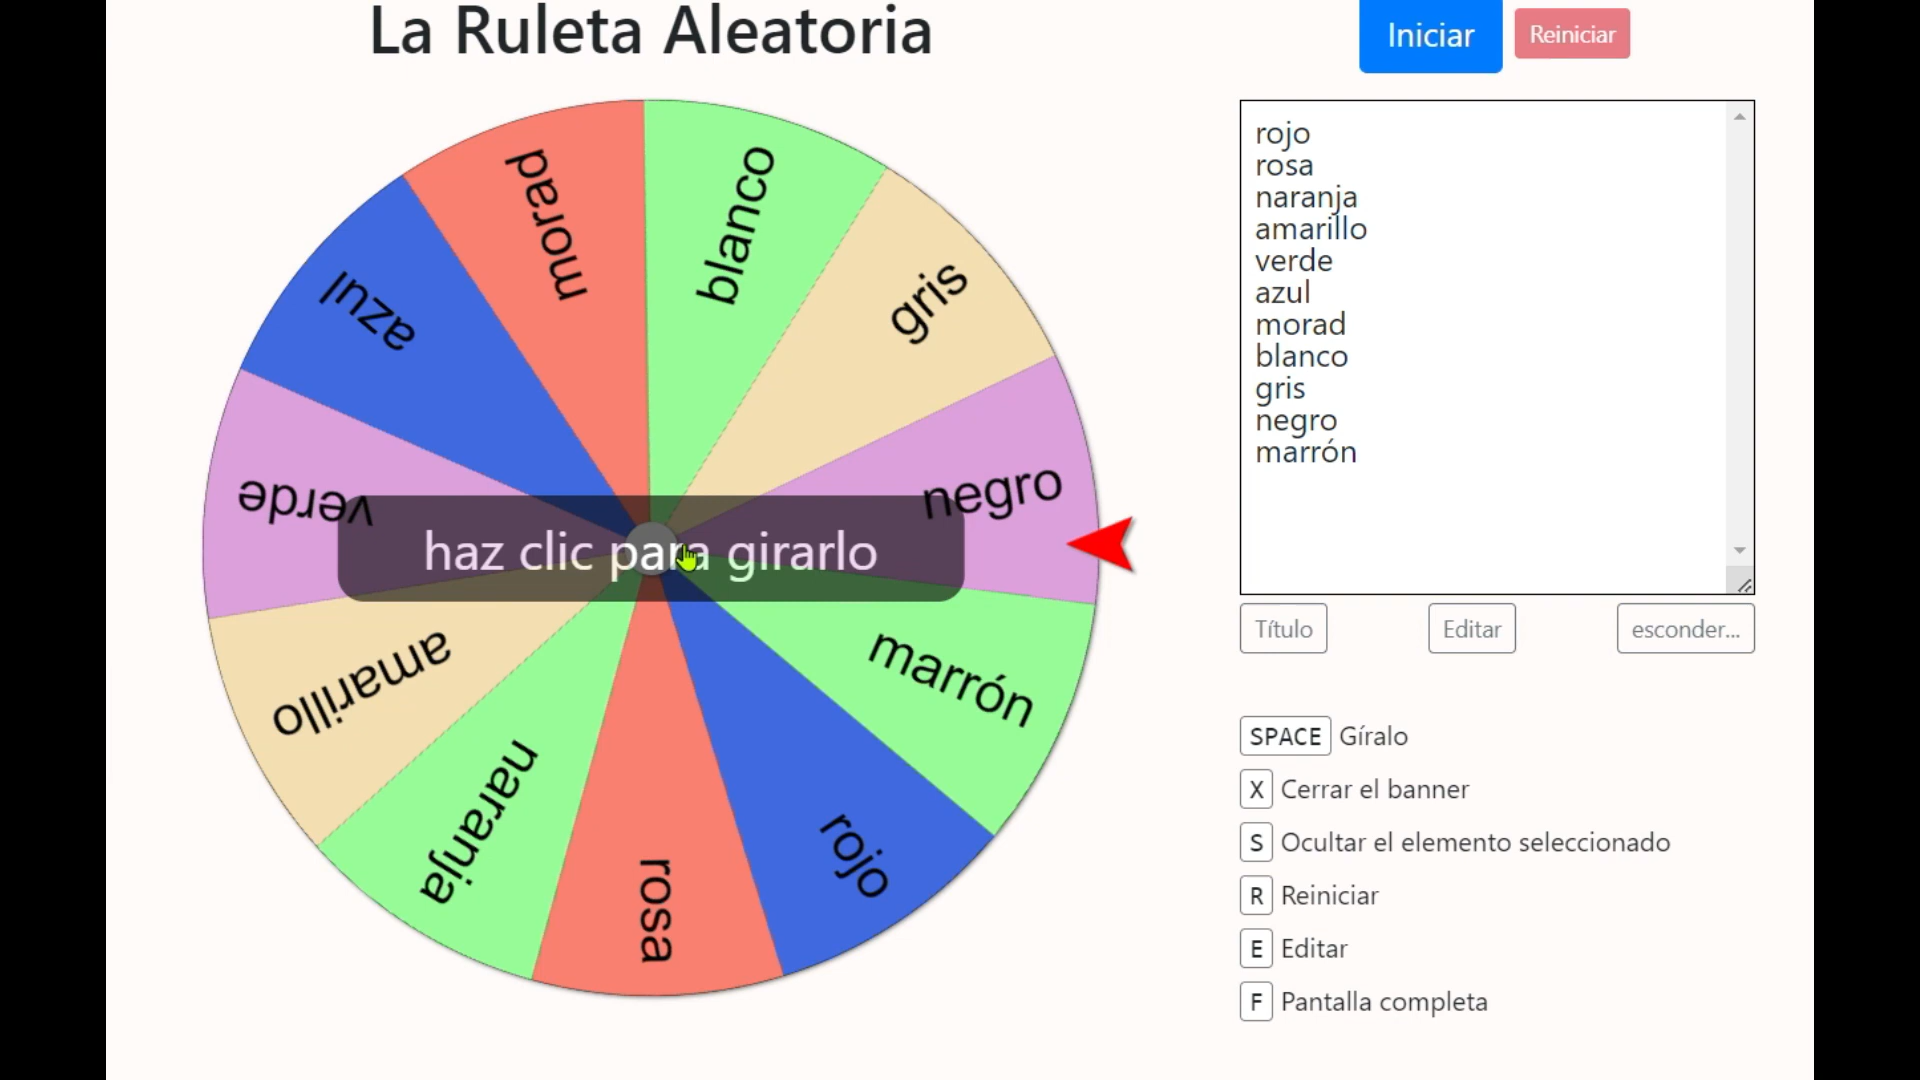 La Ruleta Aleatoria
Iniciar
Reiniciar
morad
blanco
gris
azul
negro
verde
haz clic para girarlo
marrón
amarillo
naranja
rojo
rosa
rojo
rosa
naranja
amarillo
verde
azul
morad
blanco
gris
negro
marrón
Título
Editar
esconder...
SPACE Gíralo
X Cerrar el banner
S Ocultar el elemento seleccionado
R Reiniciar
E Editar
F Pantalla completa